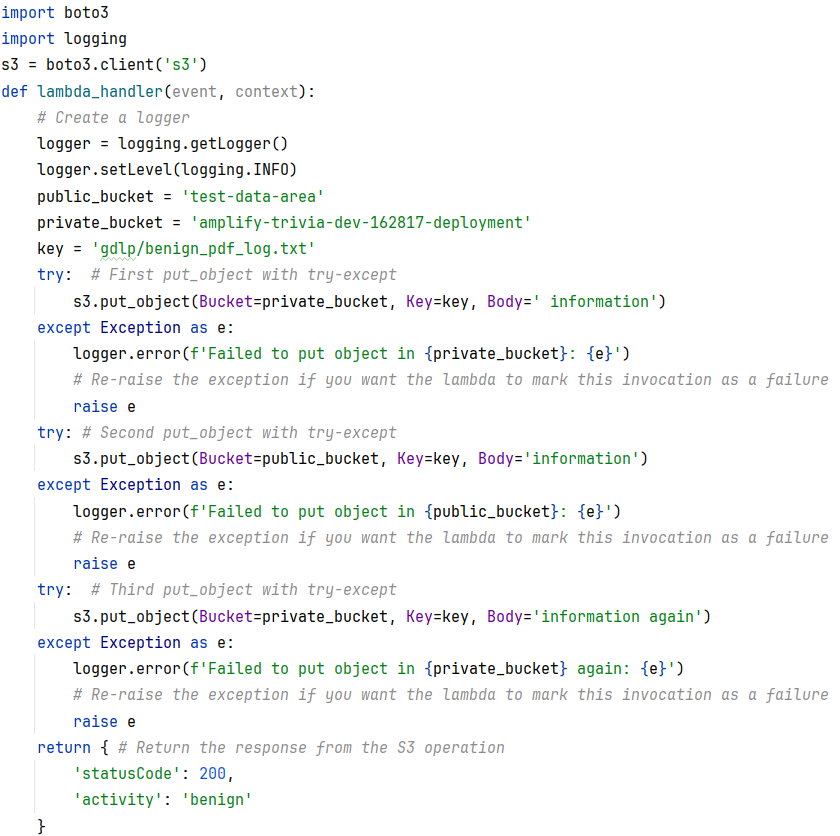 import boto3
import logging
s3 = boto3.client('s3')
def lambda_handler(event, context):
    # Create a logger
    logger = logging.getLogger()
    logger.setLevel(logging.INFO)
    public_bucket = 'test-data-area'
    private_bucket = 'amplify-trivia-dev-162817-deployment'
    key = 'gdlp/benign_pdf_log.txt'
    try:  # First put_object with try-except
        s3.put_object(Bucket=private_bucket, Key=key, Body=' information')
    except Exception as e:
        logger.error(f'Failed to put object in {private_bucket}: {e}')
        # Re-raise the exception if you want the lambda to mark this invocation as a failure
        raise e
    try: # Second put_object with try-except
        s3.put_object(Bucket=public_bucket, Key=key, Body='information')
    except Exception as e:
        logger.error(f'Failed to put object in {public_bucket}: {e}')
        # Re-raise the exception if you want the lambda to mark this invocation as a failure
        raise e
    try:  # Third put_object with try-except
        s3.put_object(Bucket=private_bucket, Key=key, Body='information again')
    except Exception as e:
        logger.error(f'Failed to put object in {private_bucket} again: {e}')
        # Re-raise the exception if you want the lambda to mark this invocation as a failure
        raise e
    return { # Return the response from the S3 operation
        'statusCode': 200,
        'activity': 'benign'
    }